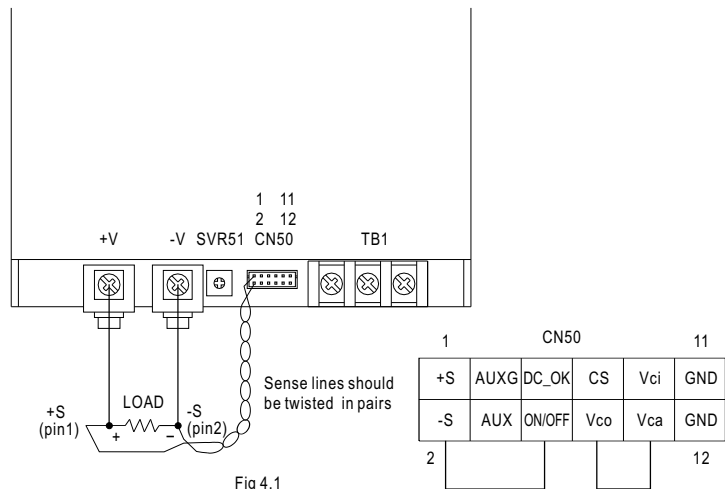 1 11
2 12
+V -V SVR51 CN50 TB1
Sense lines should
be twisted in pairs
+S
(pin1)
LOAD
+ –
-S
(pin2)
Fig 4.1
1 CN50 11
+S AUXG DC_OK CS Vci GND
-S AUX ON/OFF Vco Vca GND
2 12